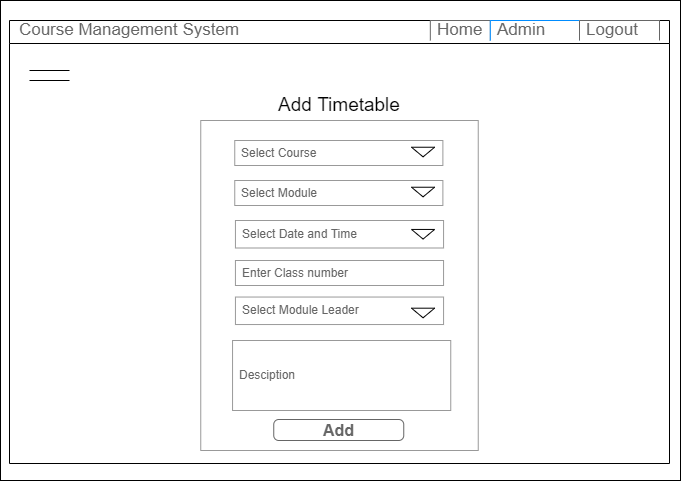 Course Management System Home Admin Logout
Add Timetable
Select Course
Select Module
Select Date and Time
Enter Class number
Select Module Leader
Desciption
Add